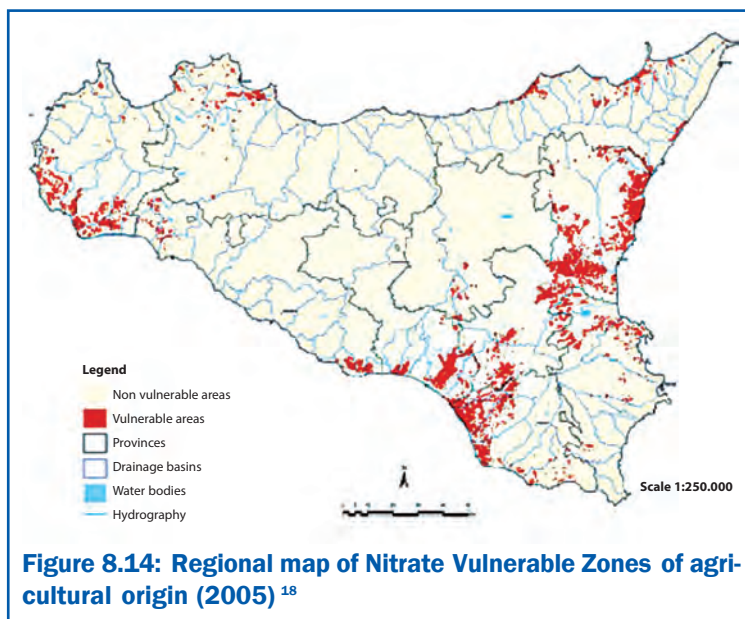 Legend
Non vulnerable areas
Vulnerable areas
Provinces
Drainage basins
Water bodies
Hydrography
Scale 1:250.000
Figure 8.14: Regional map of Nitrate Vulnerable Zones of agri-
cultural origin (2005) 18